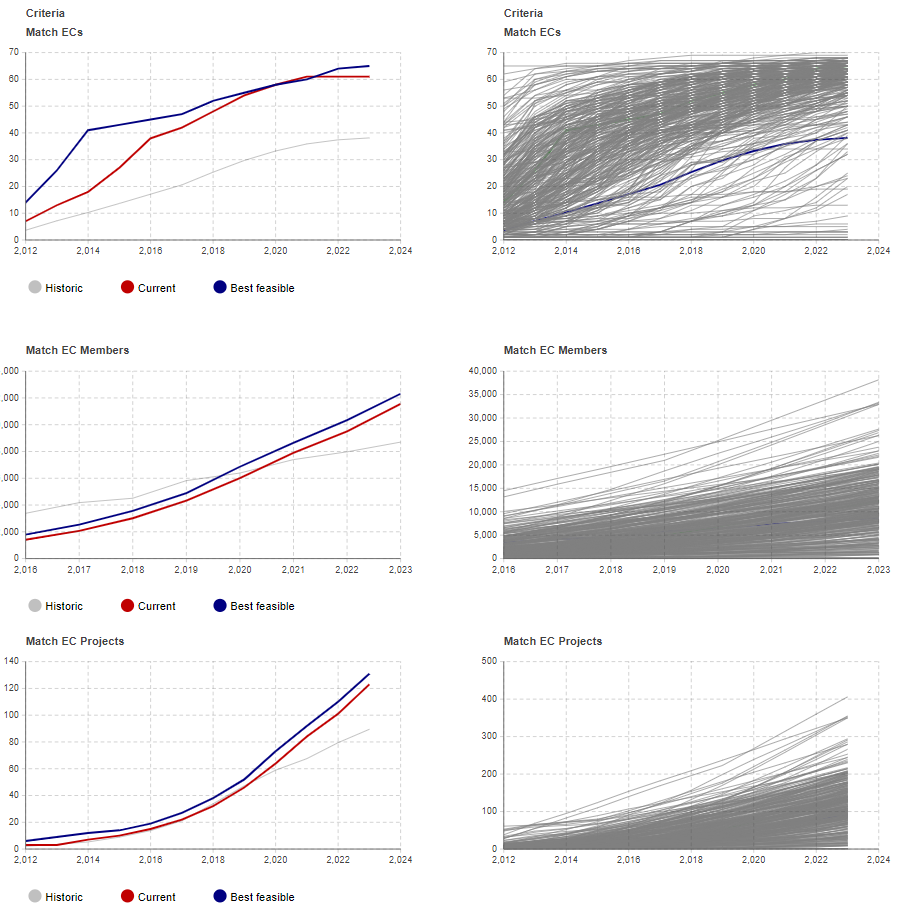 Criteria
Match ECs
70
60
50
40
30
20
10
0
2,012 2,014 2,016 2,018 2,020 2,022 2,024
Historic Current Best feasible
Criteria
Match ECs
70
60
50
40
30
20
10
0
2,012 2,014 2,016 2,018 2,020 2,022 2,024
Match EC Members
,000
,000
,000
,000
,000
,000
,000
0
2,016 2,017 2,018 2,019 2,020 2,021 2,022 2,023
Historic Current Best feasible
Match EC Members
40,000
35,000
30,000
25,000
20,000
15,000
10,000
5,000
0
2,016 2,017 2,018 2,019 2,020 2,021 2,022 2,023
Match EC Projects
140
120
100
80
60
40
20
0
2,012 2,014 2,016 2,018 2,020 2,022 2,024
Historic Current Best feasible
Match EC Projects
500
400
300
200
100
0
2,012 2,014 2,016 2,018 2,020 2,022 2,024